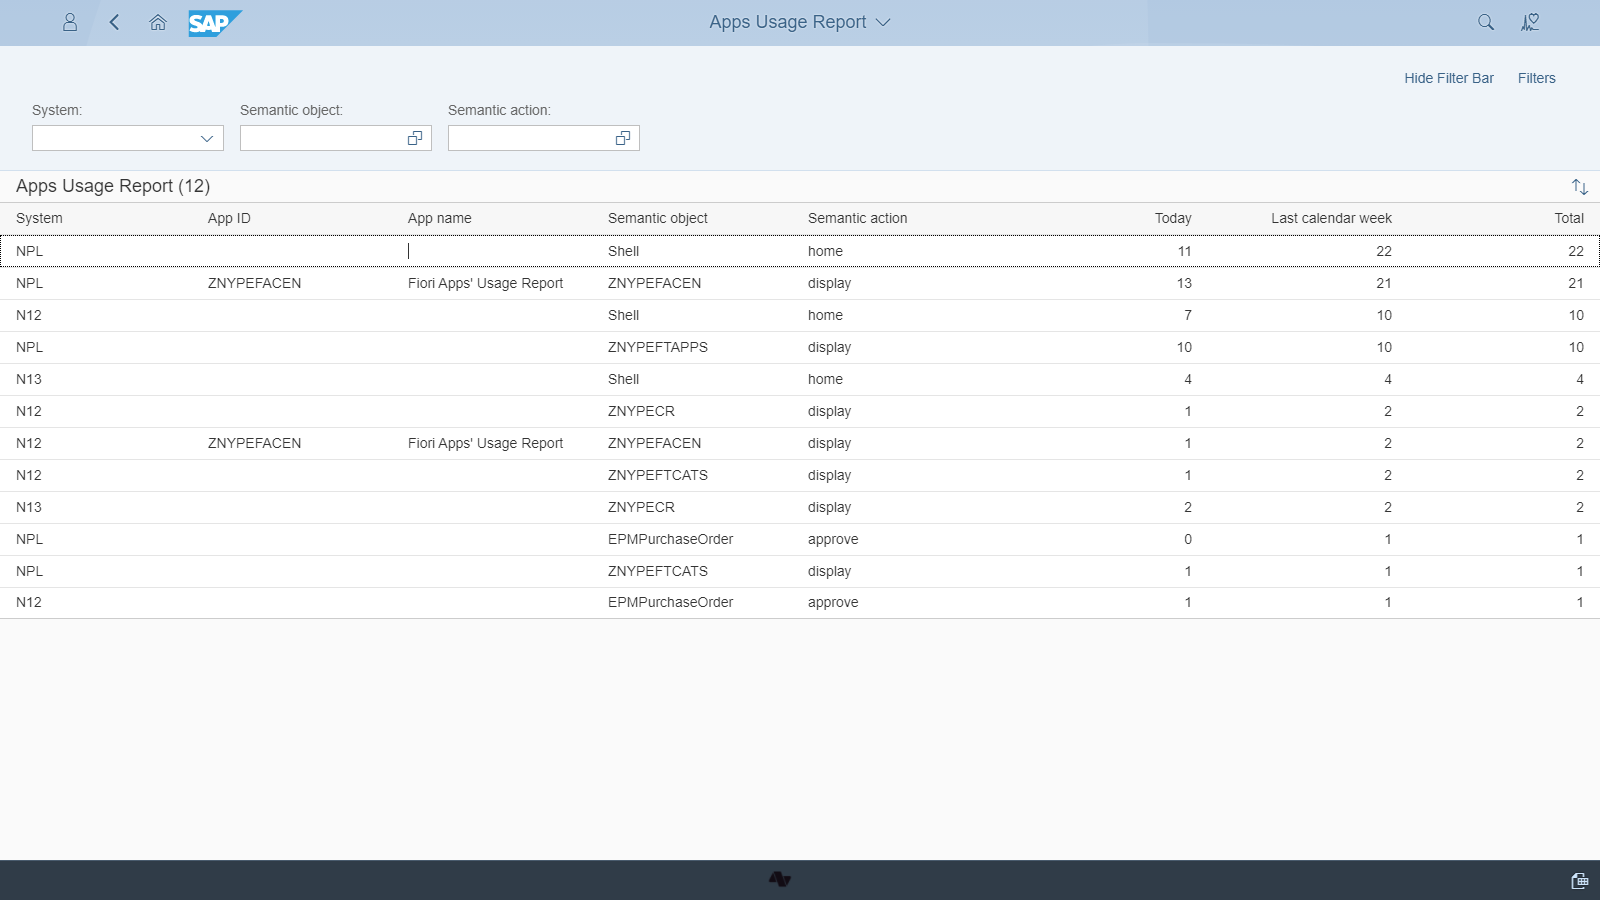 SAP Apps Usage Report
Hide Filter Bar Filters
System: Semantic object: Semantic action:
Apps Usage Report (12)
System App ID App name Semantic object Semantic action Today Last calendar week Total
NPL Shell home 11 22 22
NPL ZNYPEFACEN Fiori Apps' Usage Report ZNYPEFACEN display 13 21 21
N12 Shell home 7 10 10
NPL ZNYPEFTAPPS display 10 10 10
N13 Shell home 4 4 4
N12 ZNYPECR display 1 2 2
N12 ZNYPEFACEN Fiori Apps' Usage Report ZNYPEFACEN display 1 2 2
N12 ZNYPEFTCATS display 1 2 2
N13 ZNYPECR display 2 2 2
NPL EPMPurchaseOrder approve 0 1 1
NPL ZNYPEFTCATS display 1 1 1
N12 EPMPurchaseOrder approve 1 1 1